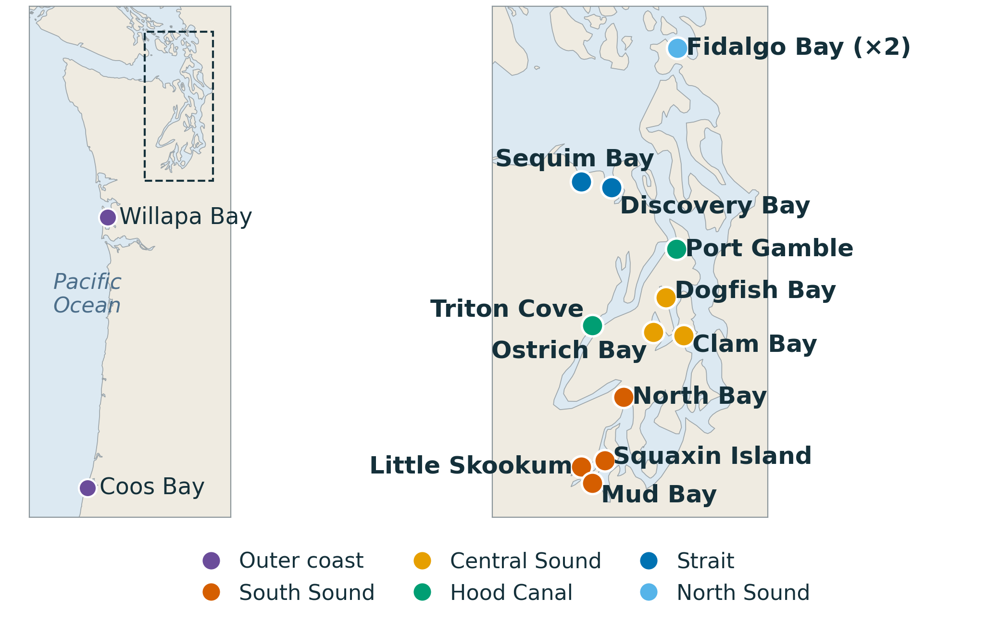 Fidalgo Bay (×2)
Sequim Bay
Discovery Bay
Willapa Bay
Port Gamble
Pacific
Ocean
Dogfish Bay
Triton Cove
Ostrich Bay
Clam Bay
North Bay
Squaxin Island
Little Skookum
Coos Bay
Mud Bay
Outer coast
Central Sound
Strait
South Sound
Hood Canal
North Sound